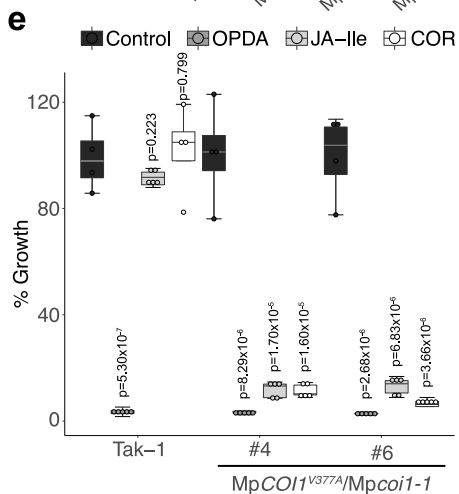 e
Control OPDA JA-Ile COR
% Growth
120
80
40
0
p=5.30x10⁻⁷
p=0.223
p=0.799
p=8.29x10⁻⁶
p=1.70x10⁻⁵
p=1.60x10⁻⁵
p=2.68x10⁻⁶
p=6.83x10⁻⁶
p=3.66x10⁻⁶
Tak-1 #4 #6
MpCOI1ⱽ³⁷⁷ᴬ/Mpcoi1-1